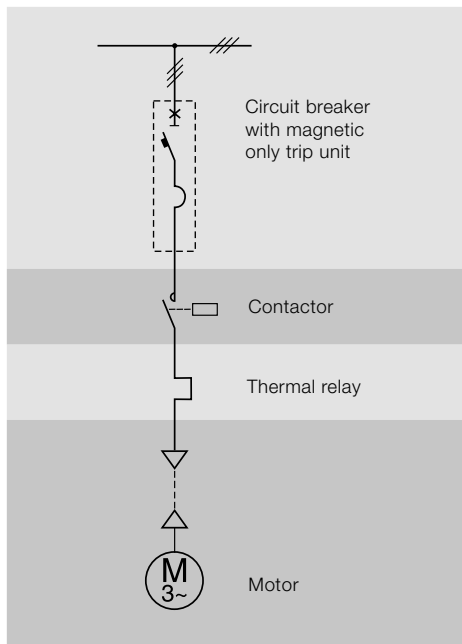 Circuit breaker
with magnetic
only trip unit
Contactor
Thermal relay
M
3~
Motor